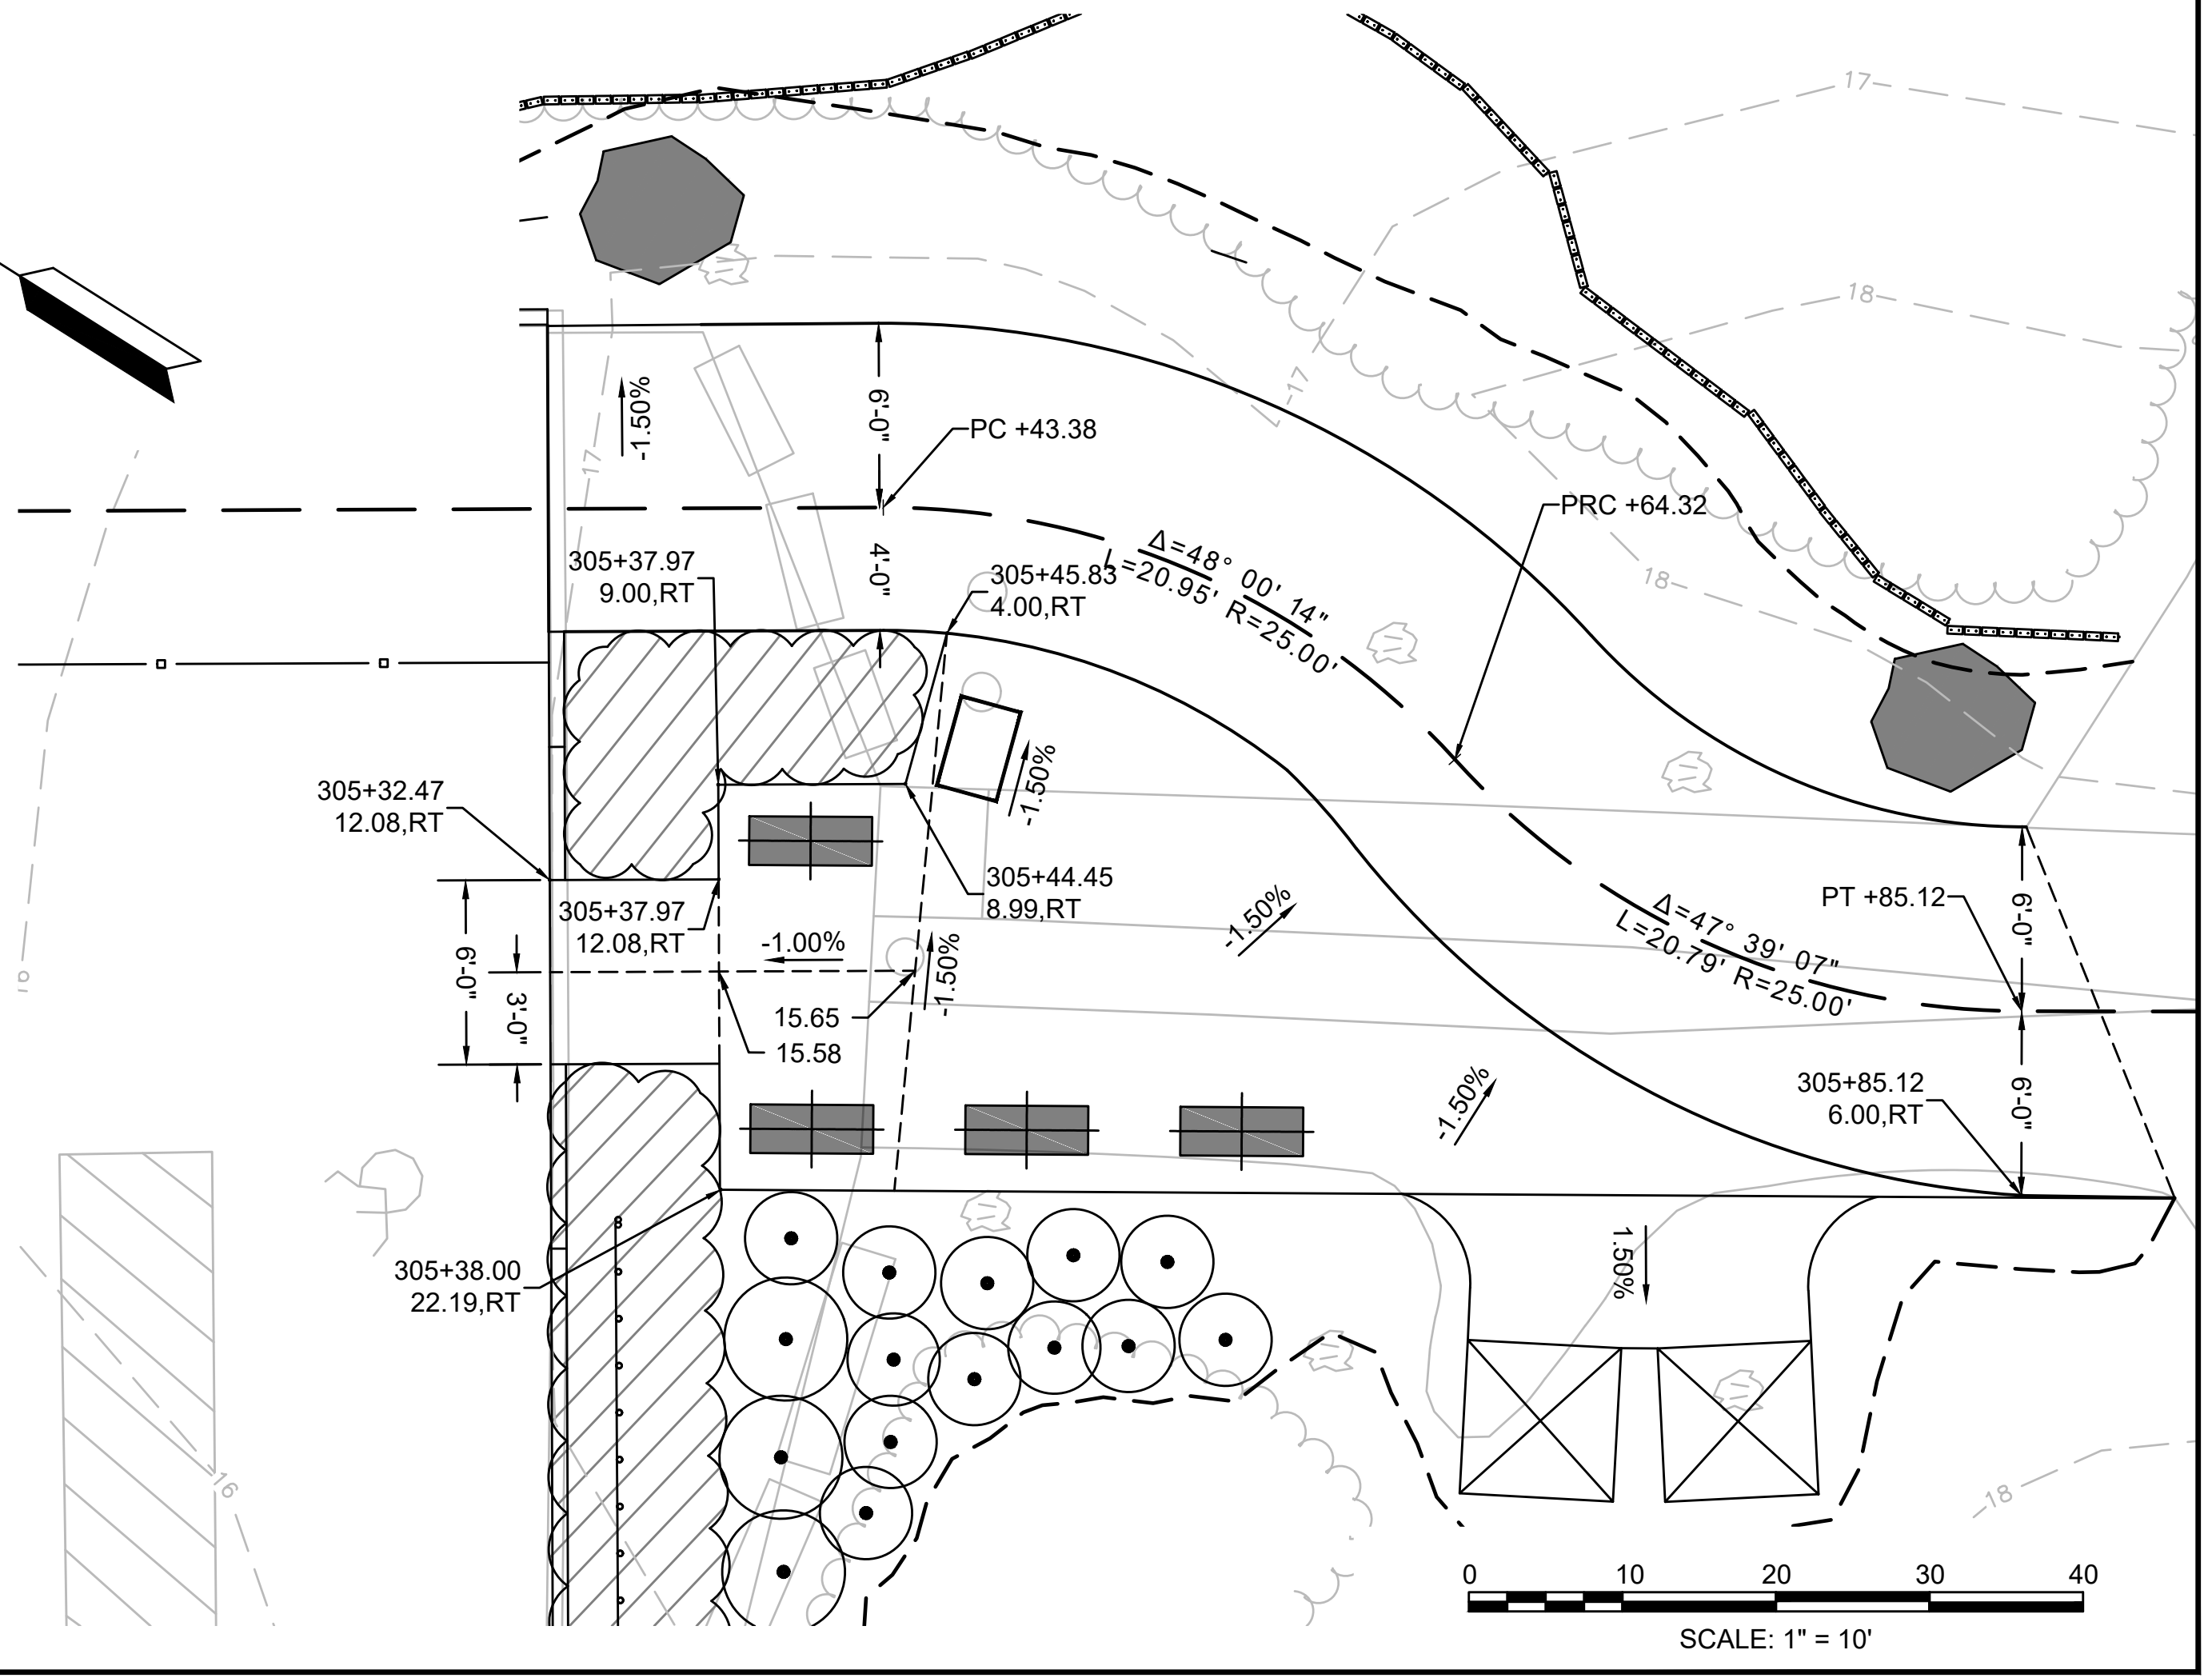 17
18
-17
17
-1.50%
6'-0"
PC +43.38
PRC +64.32
Δ=48° 00' 14"
L=20.95' R=25.00'
305+37.97
9.00,RT
4'-0"
305+45.83
4.00,RT
18
-1.50%
305+32.47
12.08,RT
305+44.45
8.99,RT
305+37.97
12.08,RT
-1.00%
-1.50%
-1.50%
6'-0"
3'-0"
15.65
15.58
Δ=47° 39' 07"
L=20.79' R=25.00'
PT +85.12
6'-0"
6'-0"
305+85.12
6.00,RT
-1.50%
1.50%
305+38.00
22.19,RT
16
-18
0 10 20 30 40
SCALE: 1" = 10'